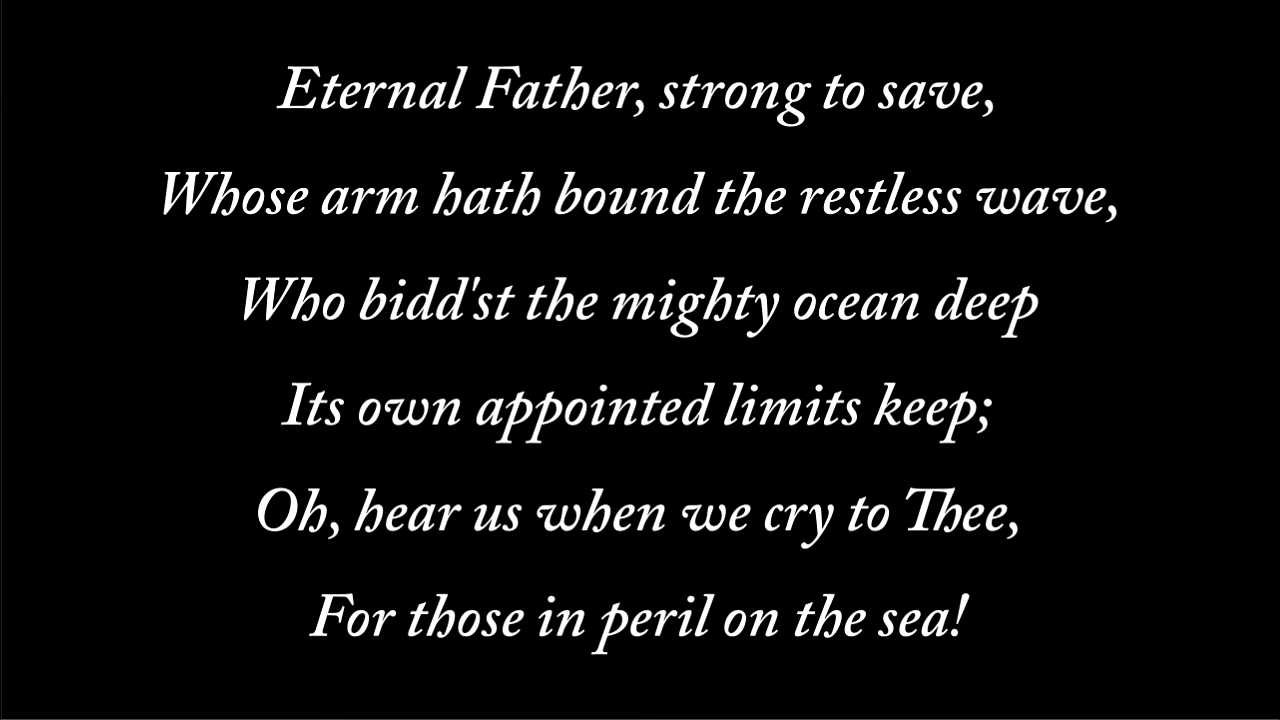 Eternal Father, strong to save,
Whose arm hath bound the restless wave,
Who bidd'st the mighty ocean deep
Its own appointed limits keep;
Oh, hear us when we cry to Thee,
For those in peril on the sea!